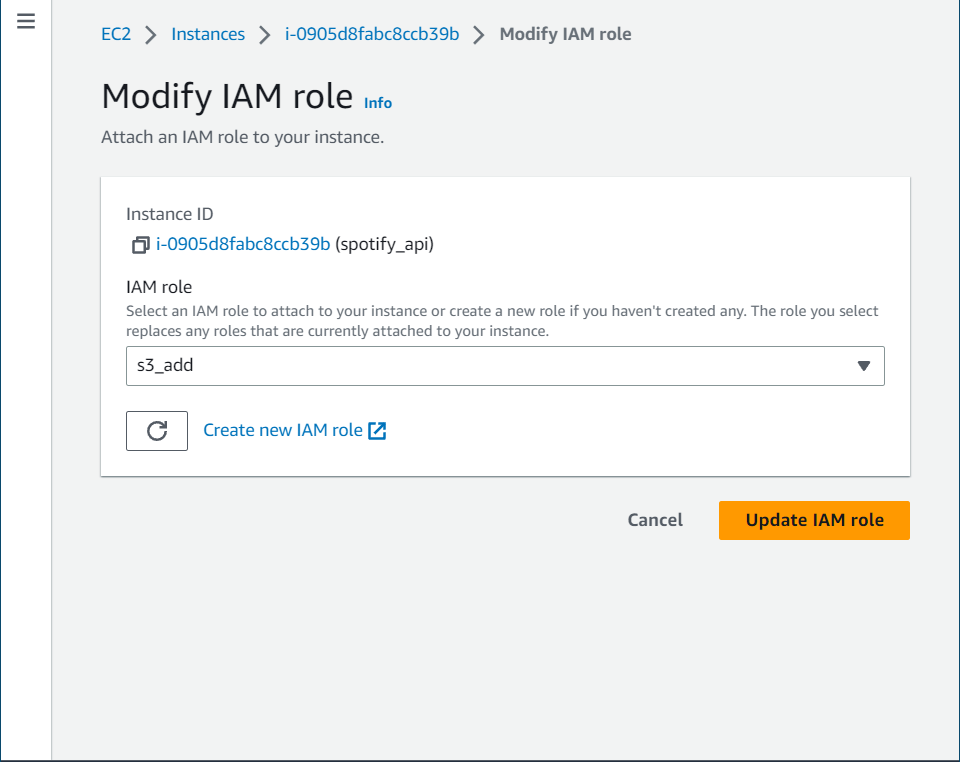 EC2 Instances i-0905d8fabc8ccb39b Modify IAM role
Modify IAM role Info
Attach an IAM role to your instance.
Instance ID
i-0905d8fabc8ccb39b (spotify_api)
IAM role
Select an IAM role to attach to your instance or create a new role if you haven't created any. The role you select
replaces any roles that are currently attached to your instance.
s3_add
Create new IAM role
Cancel Update IAM role